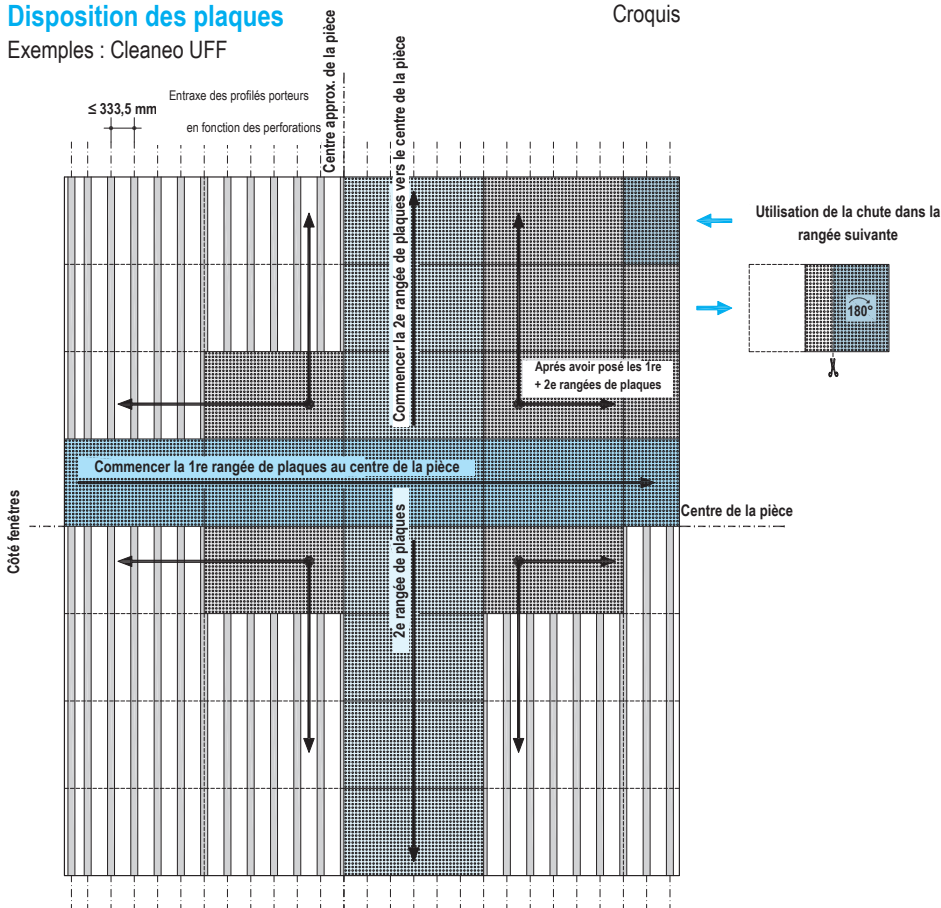 Disposition des plaques
Croquis
Exemples : Cleaneo UFF
Centre approx. de la pièce
Entraxe des profilés porteurs
≤ 333,5 mm
en fonction des perforations
Commencer la 2e rangée de plaques vers le centre de la pièce
Utilisation de la chute dans la
rangée suivante
180°
Aprés avoir posé les 1re
+ 2e rangées de plaques
Commencer la 1re rangée de plaques au centre de la pièce
Côté fenêtres
Centre de la pièce
2e rangée de plaques